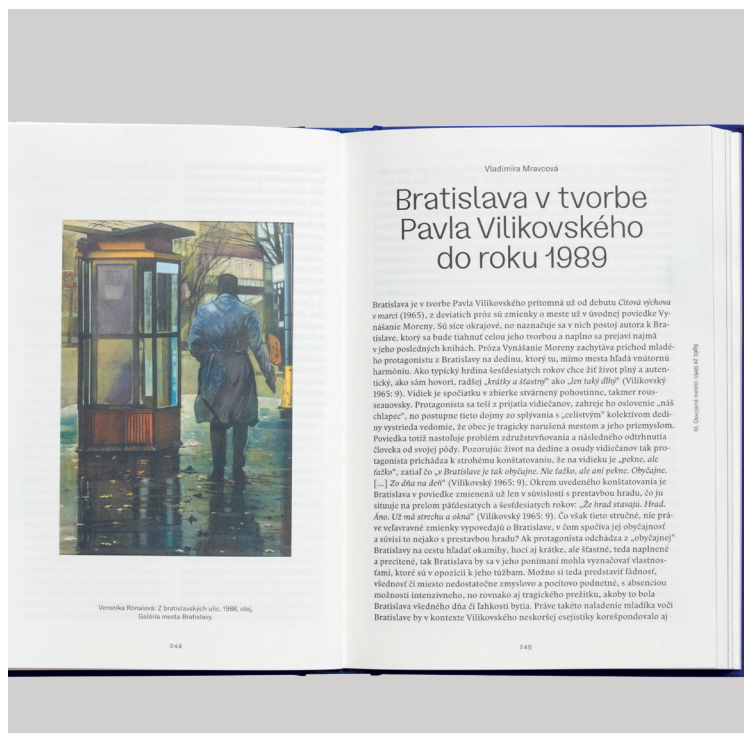 Veronika Rónaiová: Z bratislavských ulíc, 1986, olej,
Galéria mesta Bratislavy.
244
Vladimíra Mravcová
Bratislava v tvorbe
Pavla Vilikovského
do roku 1989
Bratislava je v tvorbe Pavla Vilikovského prítomná už od debutu Citová výchova
v marci (1965), z deviatich próz sú zmienky o meste už v úvodnej poviedke Vy-
nášanie Moreny. Sú síce okrajové, no naznačuje sa v nich postoj autora k Bra-
tislave, ktorý sa bude tiahnuť celou jeho tvorbou a naplno sa prejaví najmä
v jeho posledných knihách. Próza Vynášanie Moreny zachytáva príchod mladé-
ho protagonistu z Bratislavy na dedinu, ktorý tu, mimo mesta hľadá vnútornú
harmóniu. Ako typický hrdina šesťdesiatych rokov chce žiť život plný a auten-
tický, ako sám hovorí, radšej „krátky a šťastný“ ako „len taký dlhý“ (Vilikovský
1965: 9). Vidiek je spočiatku v zbierke stvárnený pohostinne, takmer rous-
seauovsky. Protagonista sa teší z prijatia vidiečanov, zahreje ho oslovenie „náš
chlapec“, no postupne tieto dojmy zo splývania s „celistvým“ kolektívom dedi-
ny vystrieda vedomie, že obec je tragicky narušená mestom a jeho priemyslom.
Poviedka totiž nastoľuje problém združstevňovania a následného odtrhnutia
človeka od svojej pôdy. Pozorujúc život na dedine a osudy vidiečanov tak pro-
tagonista prichádza k strohému konštatovaniu, že na vidieku je „pekne, ale
ťažko“, zatiaľ čo „v Bratislave je tak obyčajne. Nie ťažko, ale ani pekne. Obyčajne.
[...] Zo dňa na deň“ (Vilikovský 1965: 9). Okrem uvedeného konštatovania je
Bratislava v poviedke zmienená už len v súvislosti s prestavbou hradu, čo ju
situuje na prelom päťdesiatych a šesťdesiatych rokov: „Že hrad stavajú. Hrad.
Áno. Už má strechu a okná“ (Vilikovský 1965: 9). Čo však tieto stručné, nie prá-
ve veľavravné zmienky vypovedajú o Bratislave, v čom spočíva jej obyčajnosť
a súvisí to nejako s prestavbou hradu? Ak protagonista odchádza z „obyčajnej“
Bratislavy na cestu hľadať okamihy, hoci aj krátke, ale šťastné, teda naplnené
a precítené, tak Bratislava by sa v jeho ponímaní mohla vyznačovať vlastnos-
ťami, ktoré sú v opozícii k jeho túžbam. Možno si teda predstaviť fádnosť,
všednosť či miesto nedostatočne zmyslovo a pocitovo podnetné, s absenciou
možnosti intenzívneho, no rovnako aj tragického prežitku, akoby to bola
Bratislava všedného dňa či ľahkosti bytia. Práve takéto naladenie mladíka voči
Bratislave by v kontexte Vilikovského neskoršej esejistiky korešpondovalo aj
245
III. Osvojené mesto: 1945 až 1989